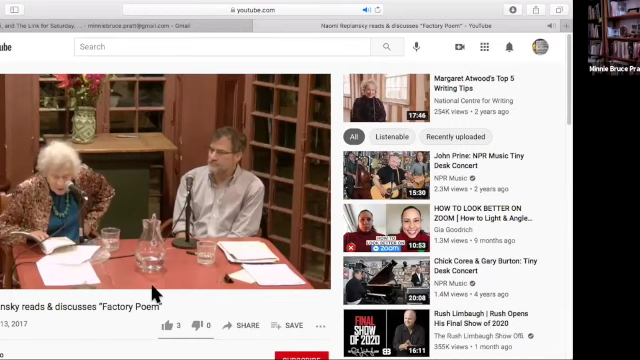 youtube.com
i, and The Link for Saturday. - minniebruce.pratt@gmail.com - Gmail
Naomi Replansky reads & discusses "Factory Poem" - YouTube
Minnie Bruce Pra
ube
Search
Margaret Atwood's Top 5
Writing Tips
National Centre for Writing
254K views • 2 years ago
17:46
All
Listenable
Recently uploaded
John Prine: NPR Music Tiny
Desk Concert
NPR Music
2.3M views • 2 years ago
15:30
HOW TO LOOK BETTER ON
ZOOM | How to Light & Angle...
Gia Goodrich
1.3M views • 9 months ago
HOW TO
LOOK BETTER
ON zoom
10:53
Chick Corea & Gary Burton: Tiny
Desk Concert
NPR Music
1.4M views • 4 years ago
20:08
Rush Limbaugh | Rush Opens
His Final Show of 2020
Rush Limbaugh Show Offi.
355K views • 1 month ago
FINAL
SHOW OF
2020
16:11
nsky reads & discusses "Factory Poem"
13, 2017
3
0
SHARE
SAVE
SUBSCRIBE